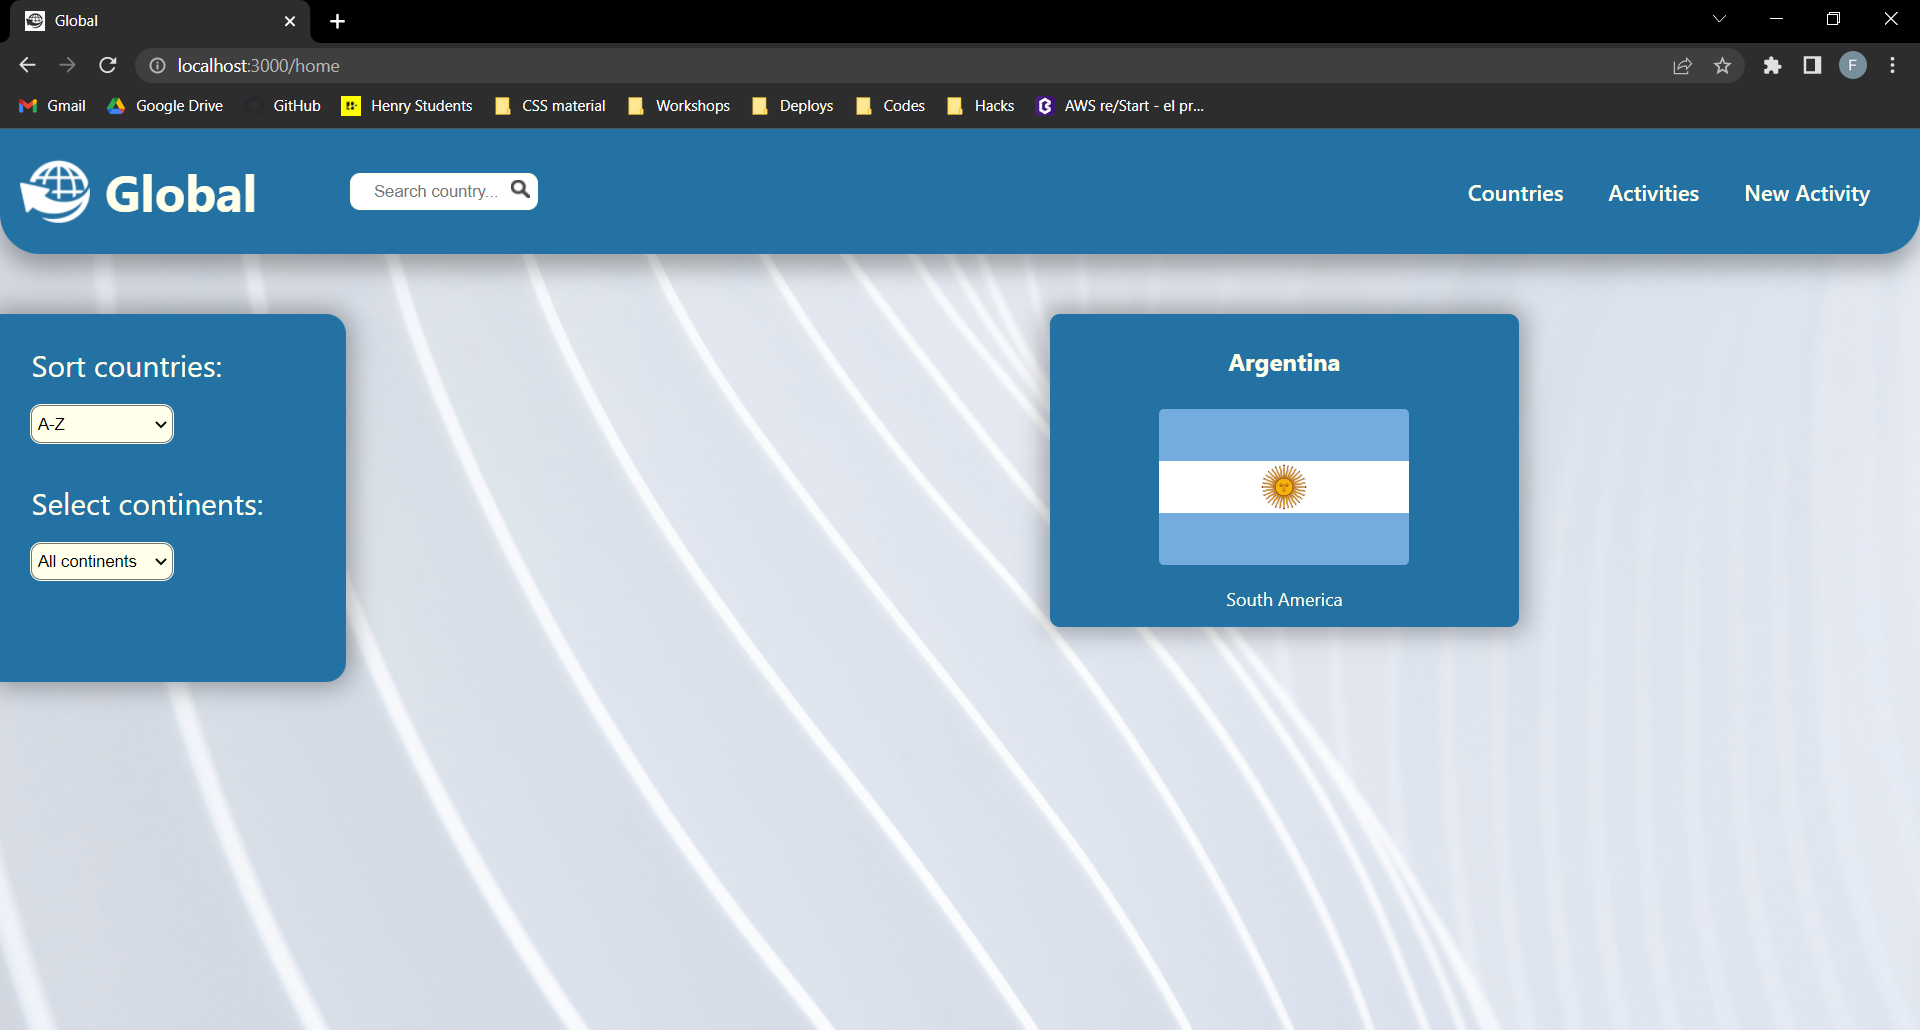 Global
localhost:3000/home
F
Gmail Google Drive GitHub Henry Students CSS material Workshops Deploys Codes Hacks AWS re/Start - el pr...
Global
Search country...
Countries Activities New Activity
Sort countries:
A-Z
Select continents:
All continents
Argentina
South America